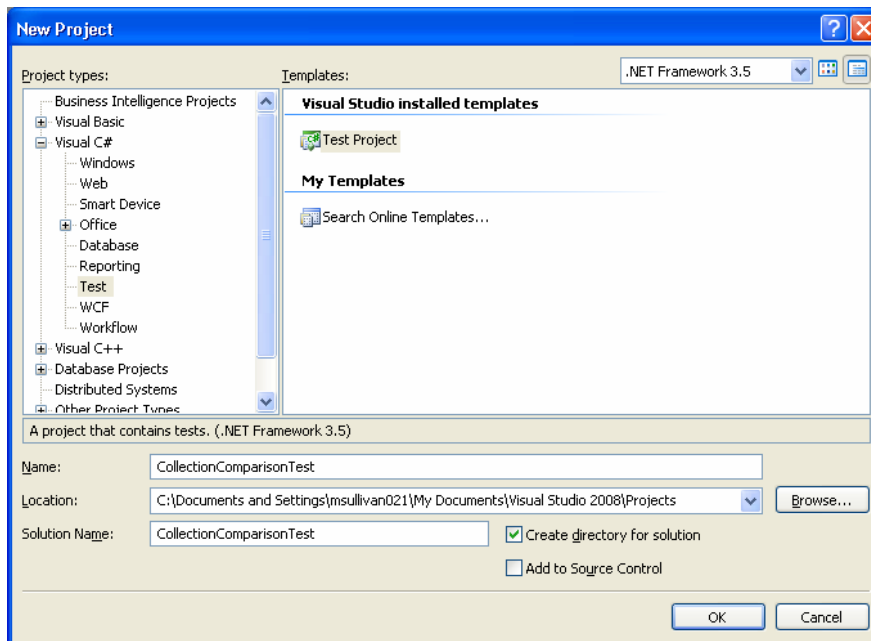 New Project
Project types:
Templates:
.NET Framework 3.5
Business Intelligence Projects
Visual Basic
Visual C#
Windows
Web
Smart Device
Office
Database
Reporting
Test
WCF
Workflow
Visual C++
Database Projects
Distributed Systems
Other Project Types
Visual Studio installed templates
Test Project
My Templates
Search Online Templates...
A project that contains tests. (.NET Framework 3.5)
Name:
CollectionComparisonTest
Location:
C:\Documents and Settings\msullivan021\My Documents\Visual Studio 2008\Projects
Browse...
Solution Name:
CollectionComparisonTest
Create directory for solution
Add to Source Control
OK
Cancel